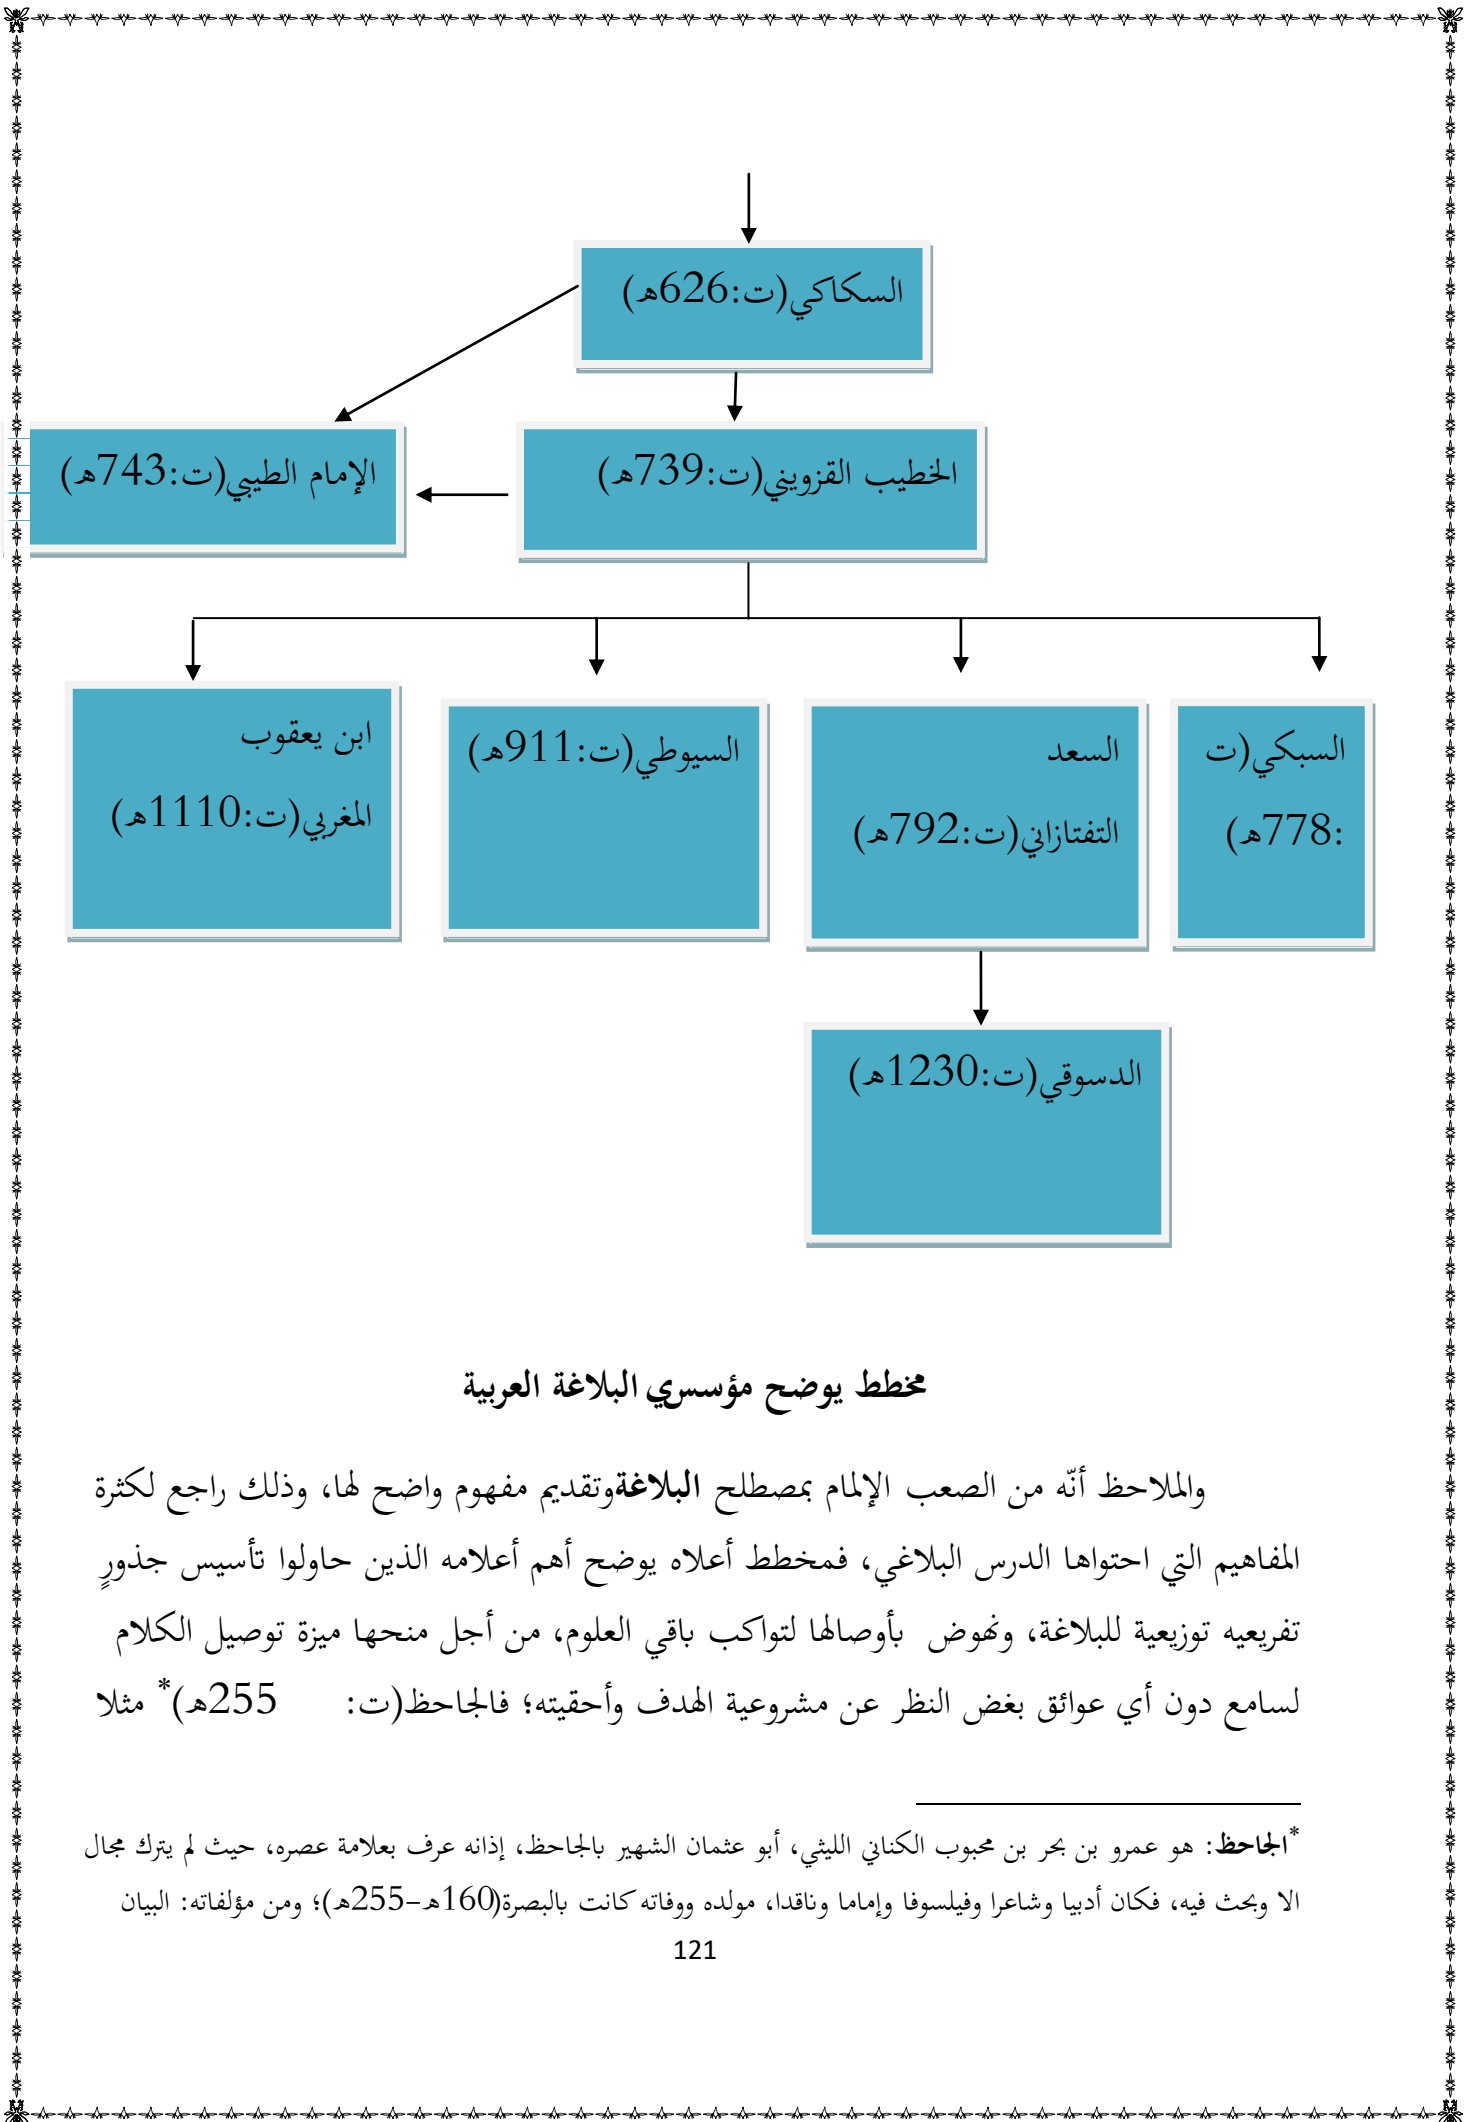 السكاكي(ت:626هـ)
الخطيب القزويني(ت:739هـ)
الإمام الطيبي(ت:743هـ)
السبكي(ت
:778هـ)
السعد
التفتازاني(ت:792هـ)
السيوطي(ت:911هـ)
ابن يعقوب
المغربي(ت:1110هـ)
الدسوقي(ت:1230هـ)
مخطط يوضح مؤسسي البلاغة العربية
والملاحظ أنّه من الصعب الإلمام بمصطلح البلاغةوتقديم مفهوم واضح لها، وذلك راجع لكثرة
المفاهيم التي احتواها الدرس البلاغي، فمخطط أعلاه يوضح أهم أعلامه الذين حاولوا تأسيس جذورٍ
تفريعيه توزيعية للبلاغة، ونهوض بأوصالها لتواكب باقي العلوم، من أجل منحها ميزة توصيل الكلام
لسامع دون أي عوائق بغض النظر عن مشروعية الهدف وأحقيته؛ فالجاحظ(ت: 255هـ)* مثلا
*الجاحظ: هو عمرو بن بحر بن محبوب الكناني الليثي، أبو عثمان الشهير بالجاحظ، إذانه عرف بعلامة عصره، حيث لم يترك مجال
الا وبحث فيه، فكان أدبيا وشاعرا وفيلسوفا وإماما وناقدا، مولده ووفاته كانت بالبصرة(160هـ-255هـ)؛ ومن مؤلفاته: البيان
121